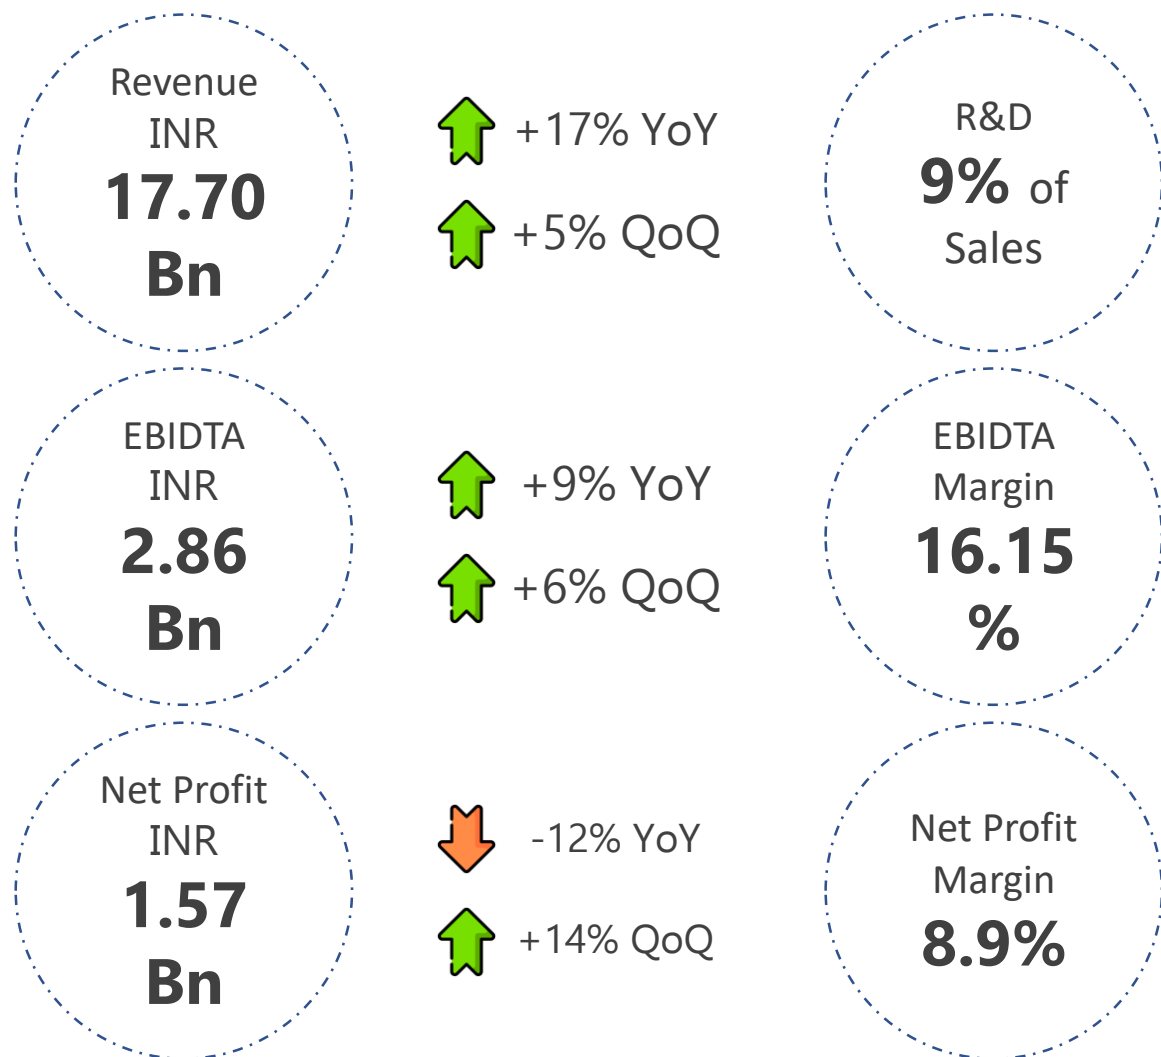 Revenue
INR
17.70
Bn
+17% YoY
+5% QoQ
R&D
9% of
Sales
EBIDTA
INR
2.86
Bn
+9% YoY
+6% QoQ
EBIDTA
Margin
16.15
%
Net Profit
INR
1.57
Bn
-12% YoY
+14% QoQ
Net Profit
Margin
8.9%